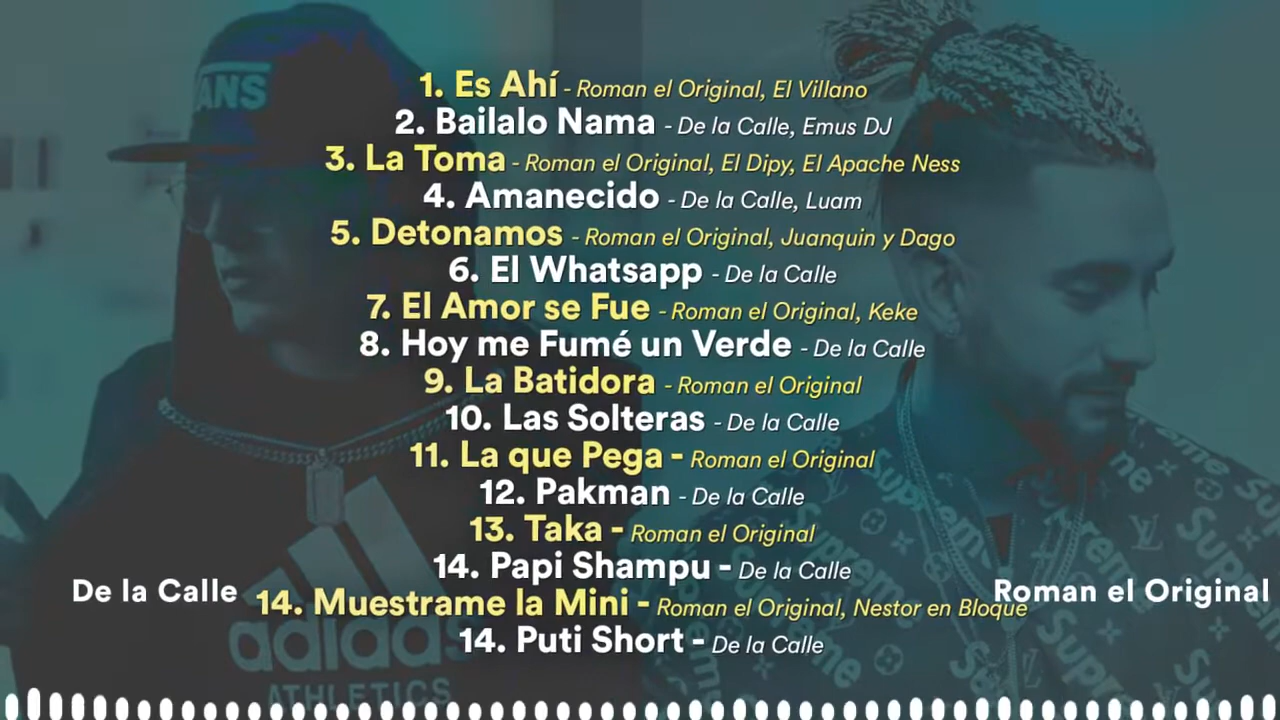 1. Es Ahí - Roman el Original, El Villano
2. Bailalo Nama - De la Calle, Emus DJ
3. La Toma - Roman el Original, El Dipy, El Apache Ness
4. Amanecido - De la Calle, Luam
5. Detonamos - Roman el Original, Juanquin y Dago
6. El Whatsapp - De la Calle
7. El Amor se Fue - Roman el Original, Keke
8. Hoy me Fumé un Verde - De la Calle
9. La Batidora - Roman el Original
10. Las Solteras - De la Calle
11. La que Pega - Roman el Original
12. Pakman - De la Calle
13. Taka - Roman el Original
14. Papi Shampu - De la Calle
De la Calle
Roman el Original
14. Muestrame la Mini - Roman el Original, Nestor en Bloque
14. Puti Short - De la Calle
ANS
adidas
ATHLETICS
Supreme
Supreme